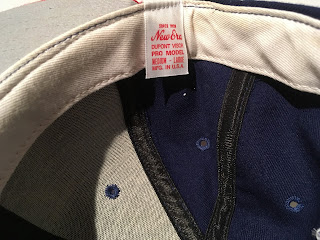 SINCE 1920
New Era
DUPONT VISOR
PRO MODEL
MEDIUM - LARGE
MFG. IN U.S.A.